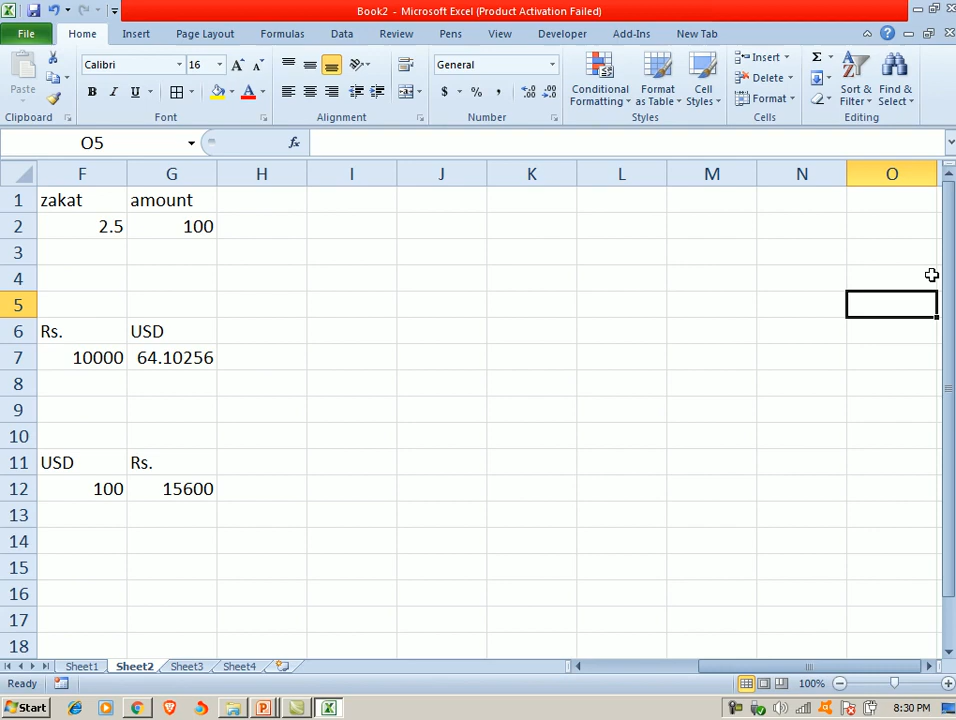 Book2 - Microsoft Excel (Product Activation Failed)
File Home Insert Page Layout Formulas Data Review Pens View Developer Add-Ins New Tab
Paste
Calibri 16
General
Conditional Formatting
Format as Table
Cell Styles
Insert
Delete
Format
Sort & Filter
Find & Select
Clipboard Font Alignment Number Styles Cells Editing
O5 fx
F G H I J K L M N O
1 zakat amount
2 2.5 100
3
4
5
6 Rs. USD
7 10000 64.10256
8
9
10
11 USD Rs.
12 100 15600
13
14
15
16
17
18
Sheet1 Sheet2 Sheet3 Sheet4
Ready 100%
Start 8:30 PM